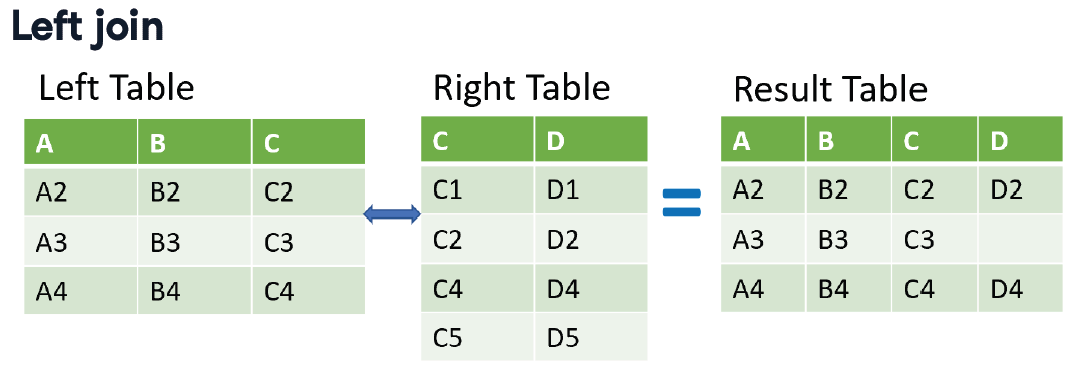 Left join
Left Table
A B C
A2 B2 C2
A3 B3 C3
A4 B4 C4
Right Table
C D
C1 D1
C2 D2
C4 D4
C5 D5
=
Result Table
A B C D
A2 B2 C2 D2
A3 B3 C3
A4 B4 C4 D4